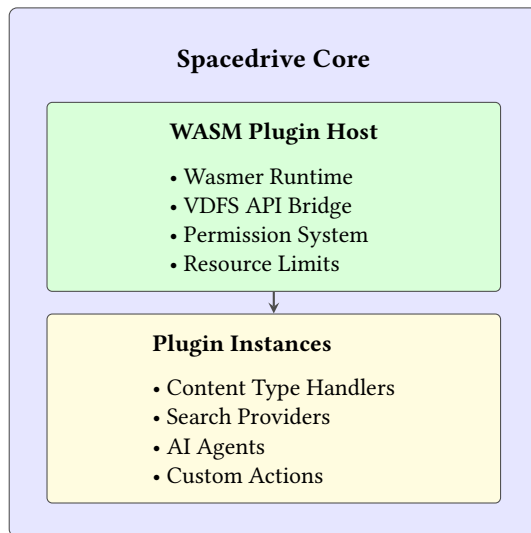 Spacedrive Core
WASM Plugin Host
• Wasmer Runtime
• VDFS API Bridge
• Permission System
• Resource Limits
Plugin Instances
• Content Type Handlers
• Search Providers
• AI Agents
• Custom Actions